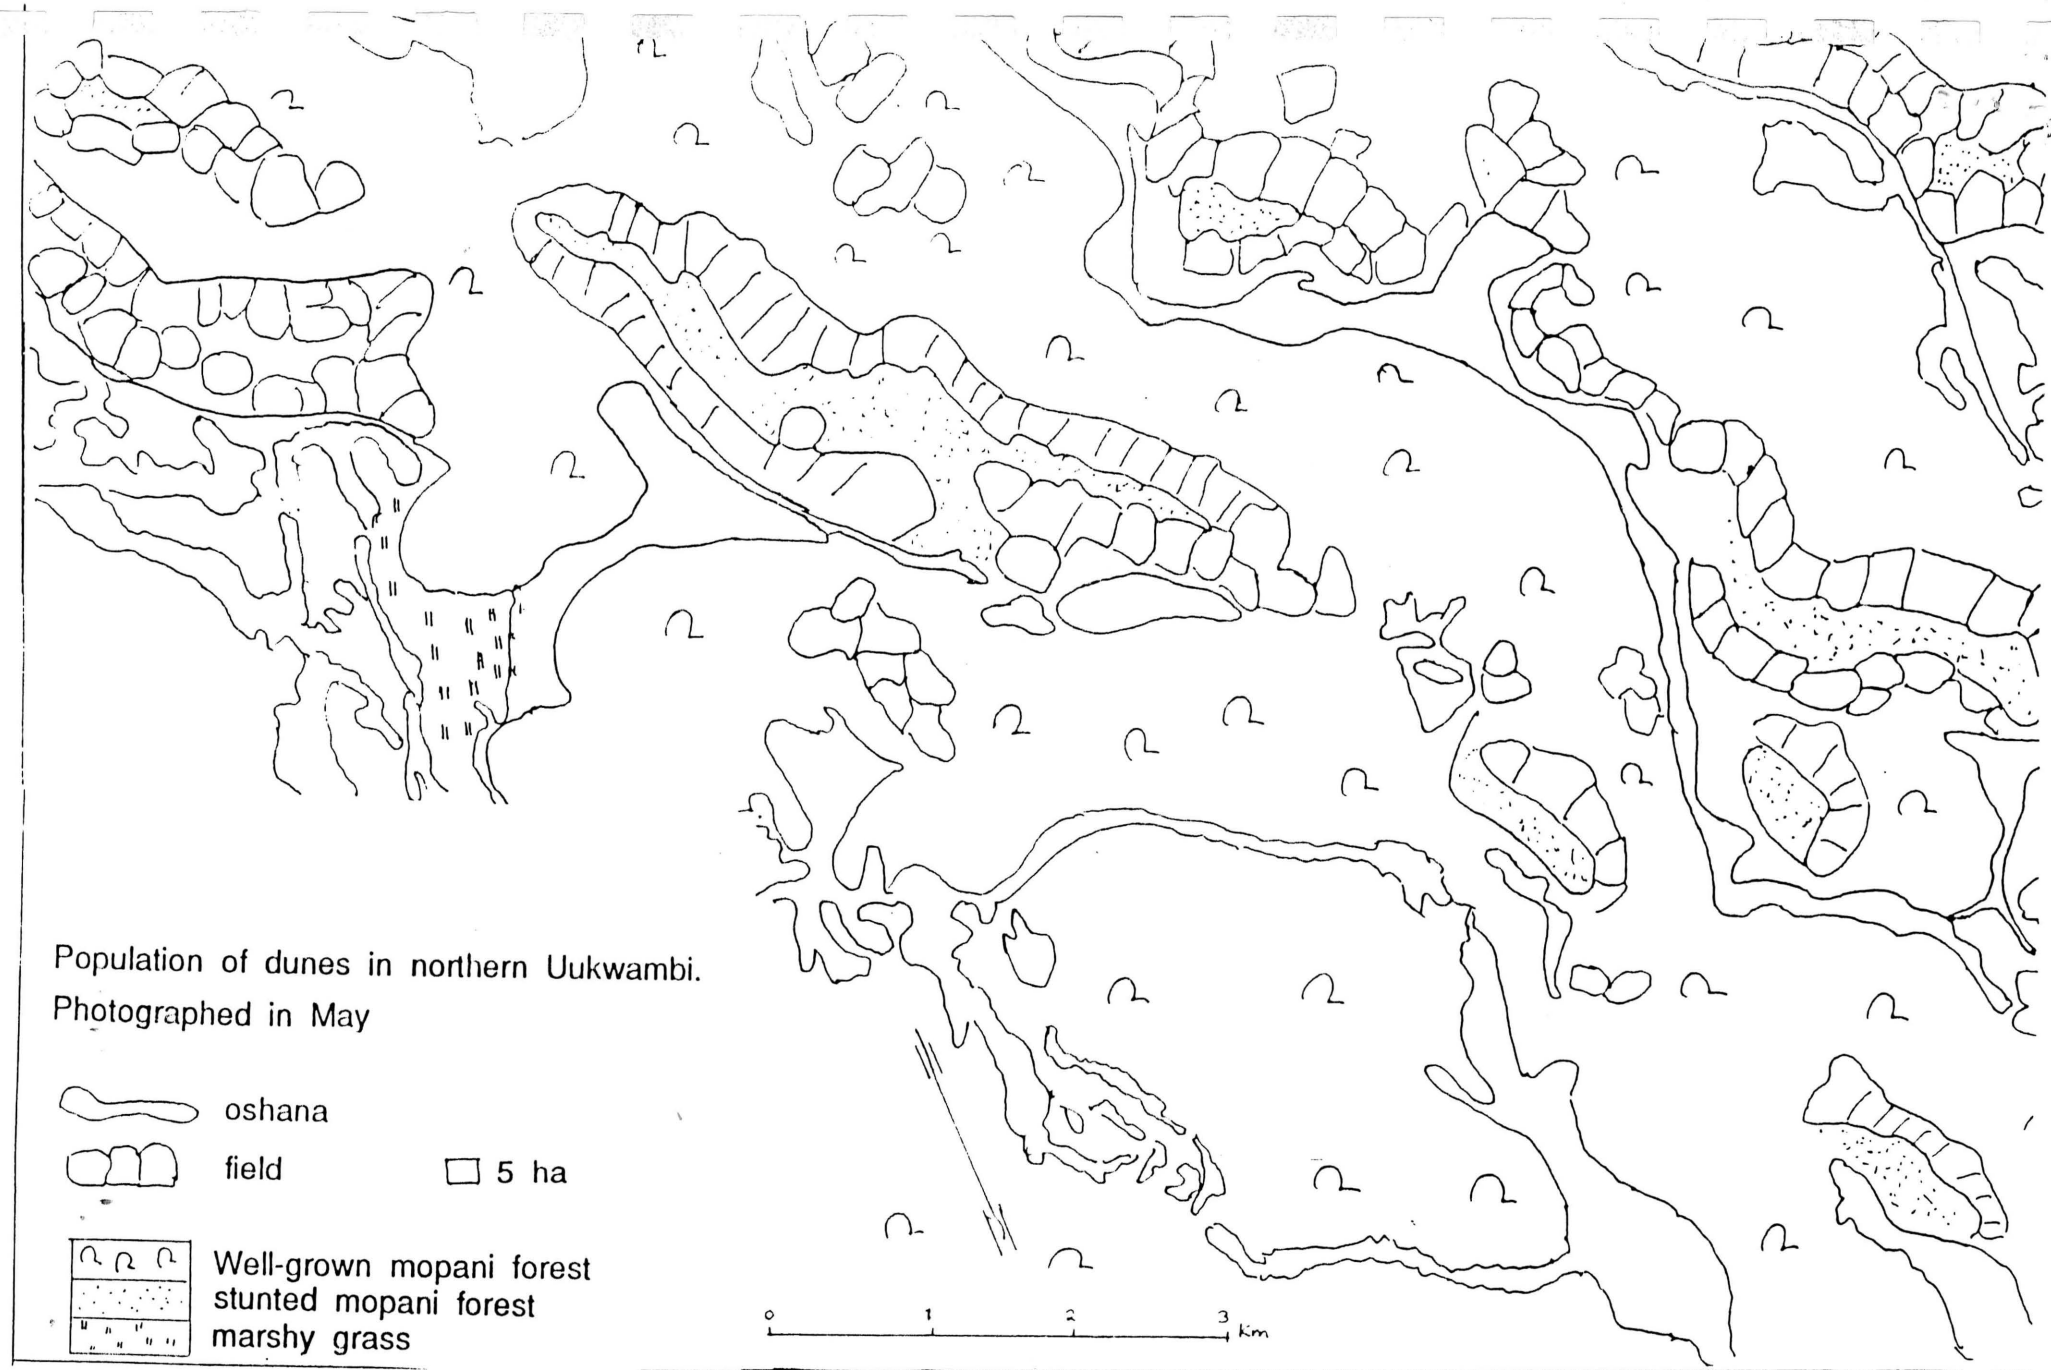 Population of dunes in northern Uukwambi.
Photographed in May
oshana
field 5 ha
Well-grown mopani forest
stunted mopani forest
marshy grass
0 1 2 3 km